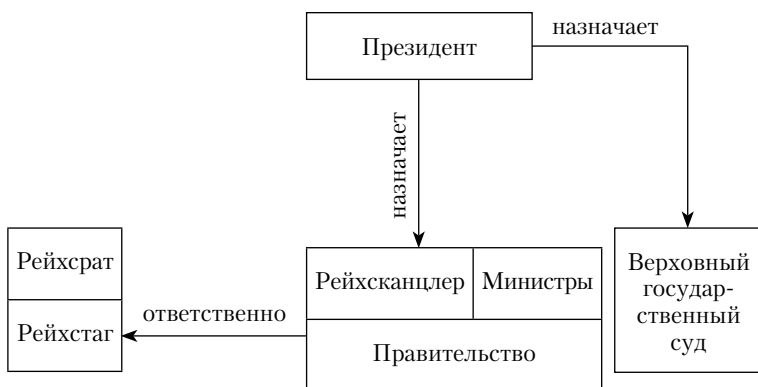 Президент
назначает
назначает
Рейхсрат
Рейхстаг
ответственно
Рейхсканцлер
Министры
Правительство
Верховный
государ-
ственный
суд